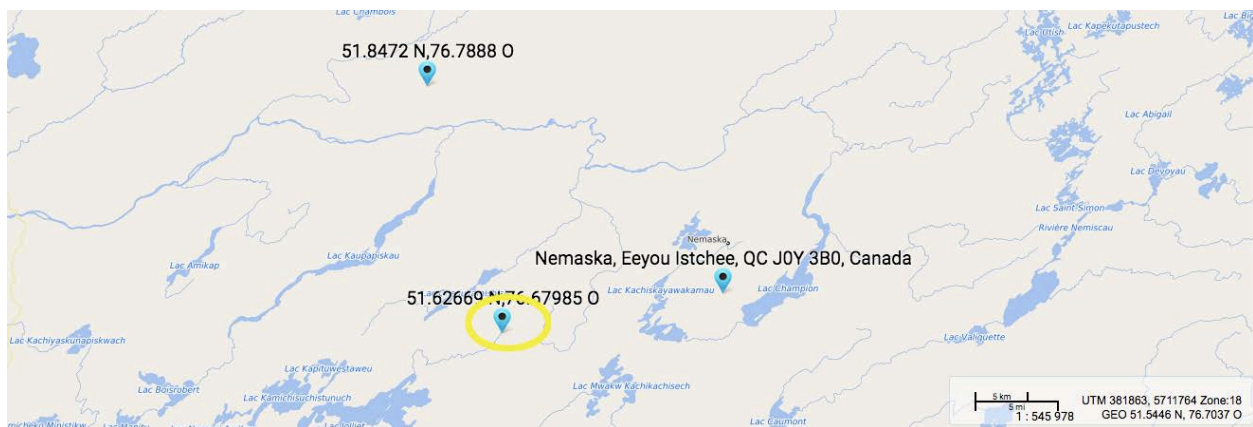 Lac Chambois
Lac Utish
Lac Kapekutapustech
51.8472 N,76.7888 O
Lac Abigail
Lac Devoyau
Lac Saint-Simon
Rivière Nemiscau
Nemaska
Lac Kaupapiskau
Lac Amikap
Nemaska, Eeyou Istchee, QC J0Y 3B0, Canada
Lac Kachiskayawakamau
Lac Champion
51.62669 N,76.67985 O
Lac Kachiyaskunapiskwach
Lac Valiquette
Lac Kapituwestaweu
Lac Boisrobert
Lac Kamichisuchistunuch
Lac Mwakw Kachikachisech
Lac Caumont
5 km
5 mi
1 : 545 978
UTM 381863, 5711764 Zone:18
GEO 51.5446 N, 76.7037 O